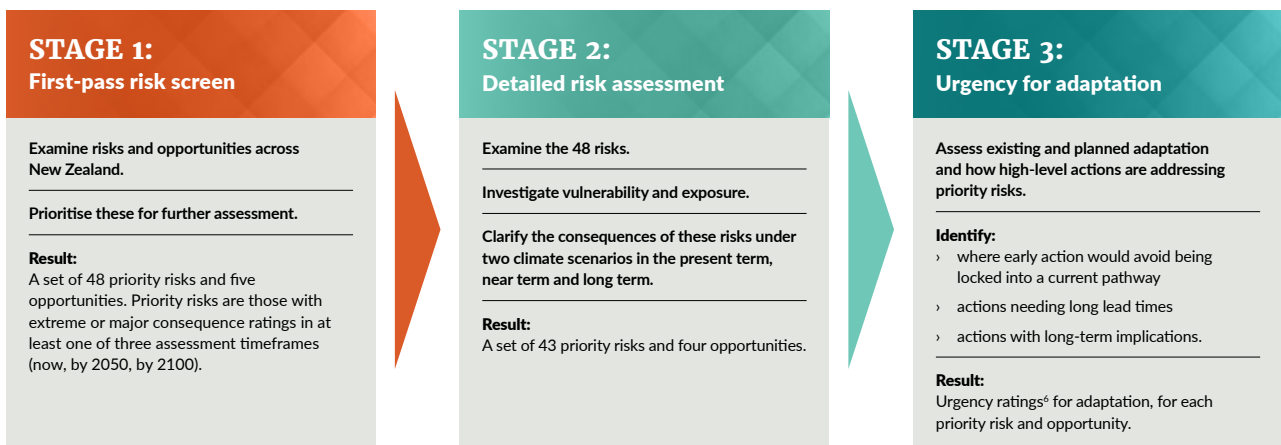 STAGE 1:
First-pass risk screen
Examine risks and opportunities across
New Zealand.
Prioritise these for further assessment.
Result:
A set of 48 priority risks and five
opportunities. Priority risks are those with
extreme or major consequence ratings in at
least one of three assessment timeframes
(now, by 2050, by 2100).
STAGE 2:
Detailed risk assessment
Examine the 48 risks.
Investigate vulnerability and exposure.
Clarify the consequences of these risks under
two climate scenarios in the present term,
near term and long term.
Result:
A set of 43 priority risks and four opportunities.
STAGE 3:
Urgency for adaptation
Assess existing and planned adaptation
and how high-level actions are addressing
priority risks.
Identify:
› where early action would avoid being
locked into a current pathway
› actions needing long lead times
› actions with long-term implications.
Result:
Urgency ratings⁶ for adaptation, for each
priority risk and opportunity.